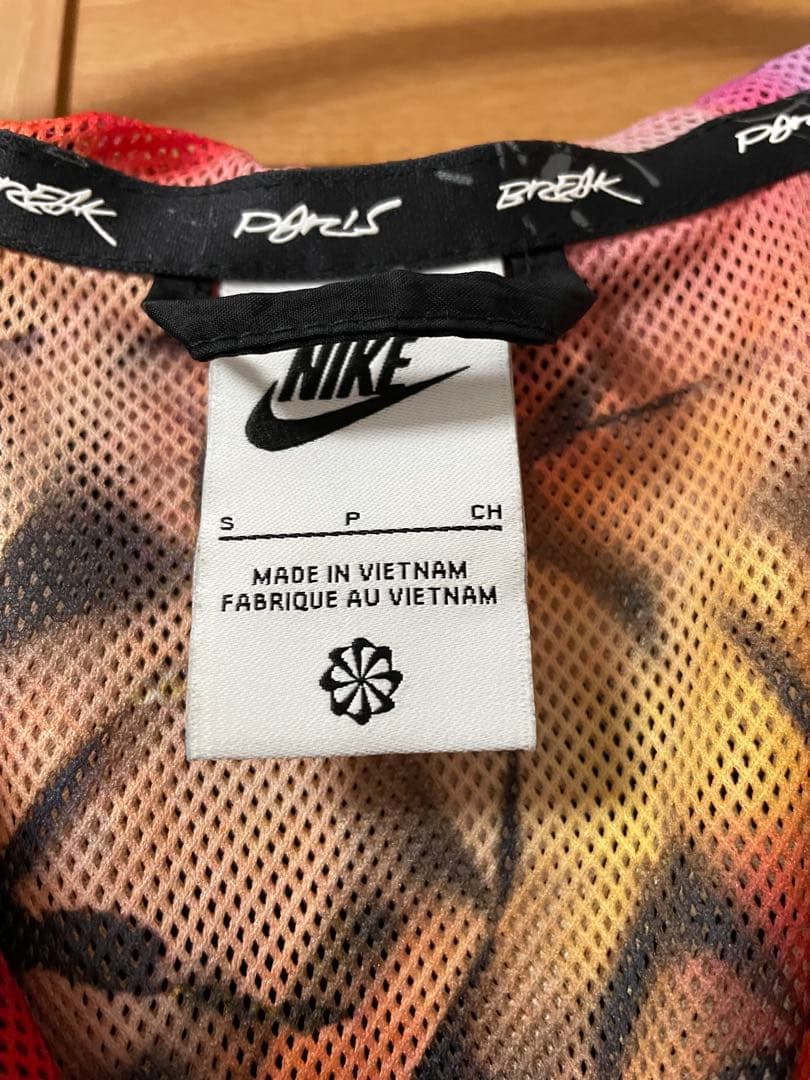 BREAK PARIS BREAK PARIS
NIKE
S P CH
MADE IN VIETNAM
FABRIQUE AU VIETNAM